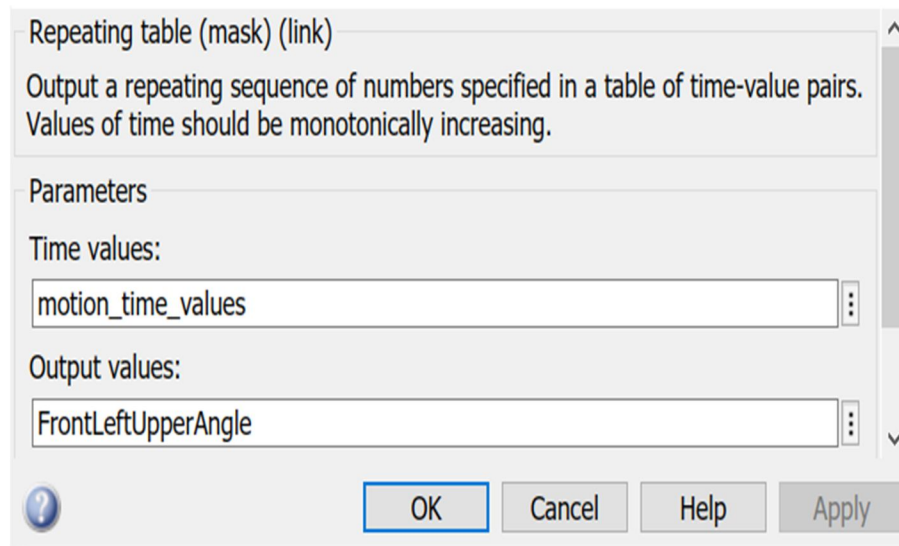 Repeating table (mask) (link)
Output a repeating sequence of numbers specified in a table of time-value pairs.
Values of time should be monotonically increasing.
Parameters
Time values:
motion_time_values
Output values:
FrontLeftUpperAngle
OK Cancel Help Apply